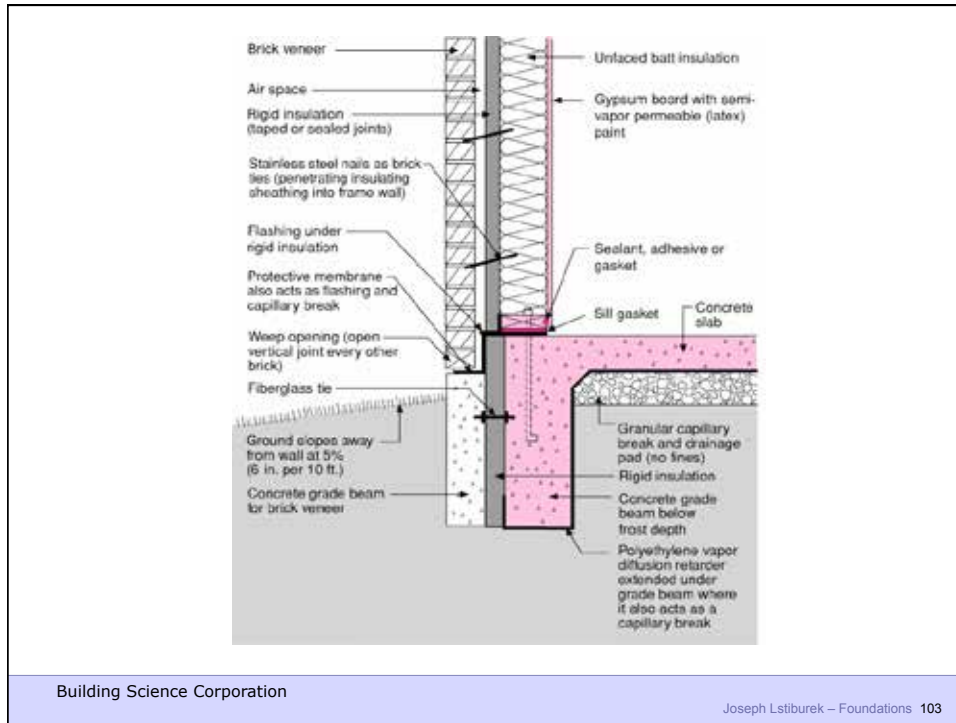 Brick veneer
Air space
Rigid insulation
(taped or sealed joints)
Stainless steel nails as brick
ties (penetrating insulating
sheathing into frame wall)
Flashing under
rigid insulation
Protective membrane
also acts as flashing and
capillary break
Weep opening (open
vertical joint every other
brick)
Fiberglass tie
Ground slopes away
from wall at 5%
(6 in. per 10 ft.)
Concrete grade beam
for brick veneer
Unfaced batt insulation
Gypsum board with semi-
vapor permeable (latex)
paint
Sealant, adhesive or
gasket
Sill gasket
Concrete
slab
Granular capillary
break and drainage
pad (no fines)
Rigid insulation
Concrete grade
beam below
frost depth
Polyethylene vapor
diffusion retarder
extended under
grade beam where
it also acts as a
capillary break
Building Science Corporation
Joseph Lstiburek – Foundations 103